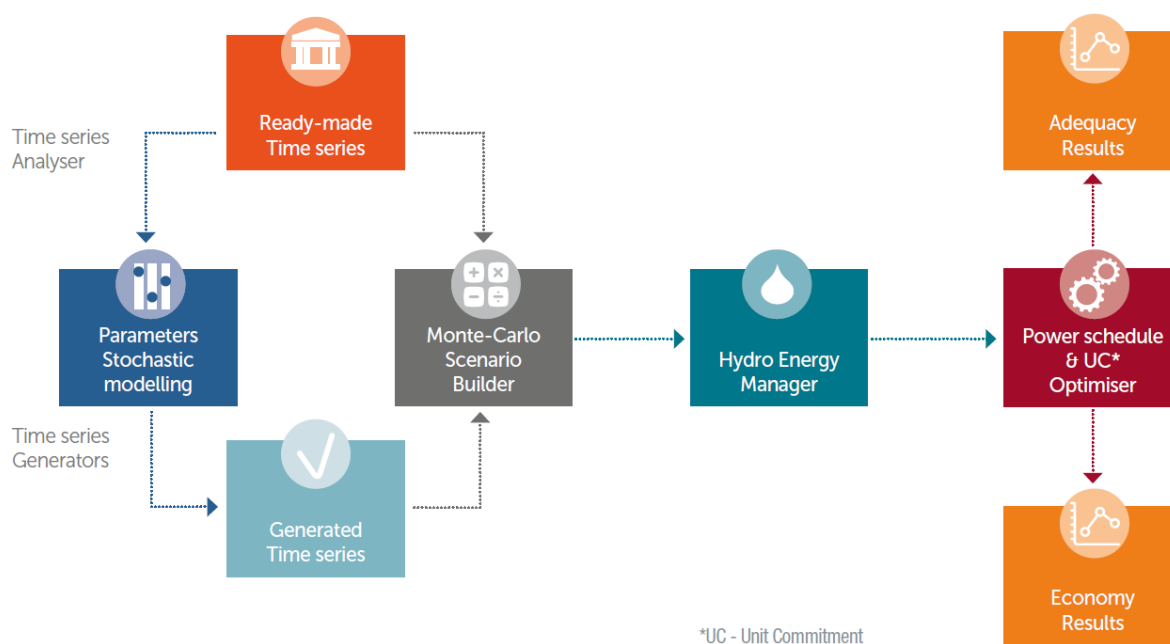 Ready-made
Time series
Adequacy
Results
Time series
Analyser
Parameters
Stochastic
modelling
Monte-Carlo
Scenario
Builder
Hydro Energy
Manager
Power schedule
& UC*
Optimiser
Time series
Generators
Generated
Time series
Economy
Results
*UC - Unit Commitment